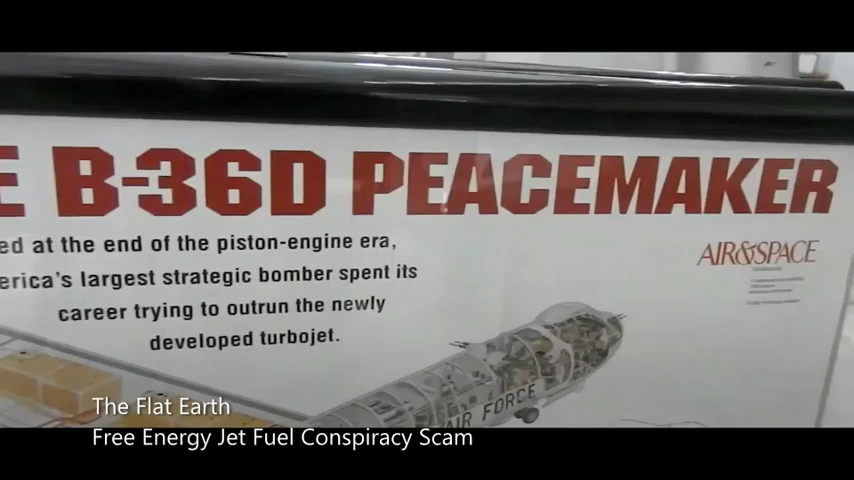 E B-36D PEACEMAKER
ed at the end of the piston-engine era,
erica's largest strategic bomber spent its
career trying to outrun the newly
developed turbojet.
AIR&SPACE
AIR FORCE
The Flat Earth
Free Energy Jet Fuel Conspiracy Scam